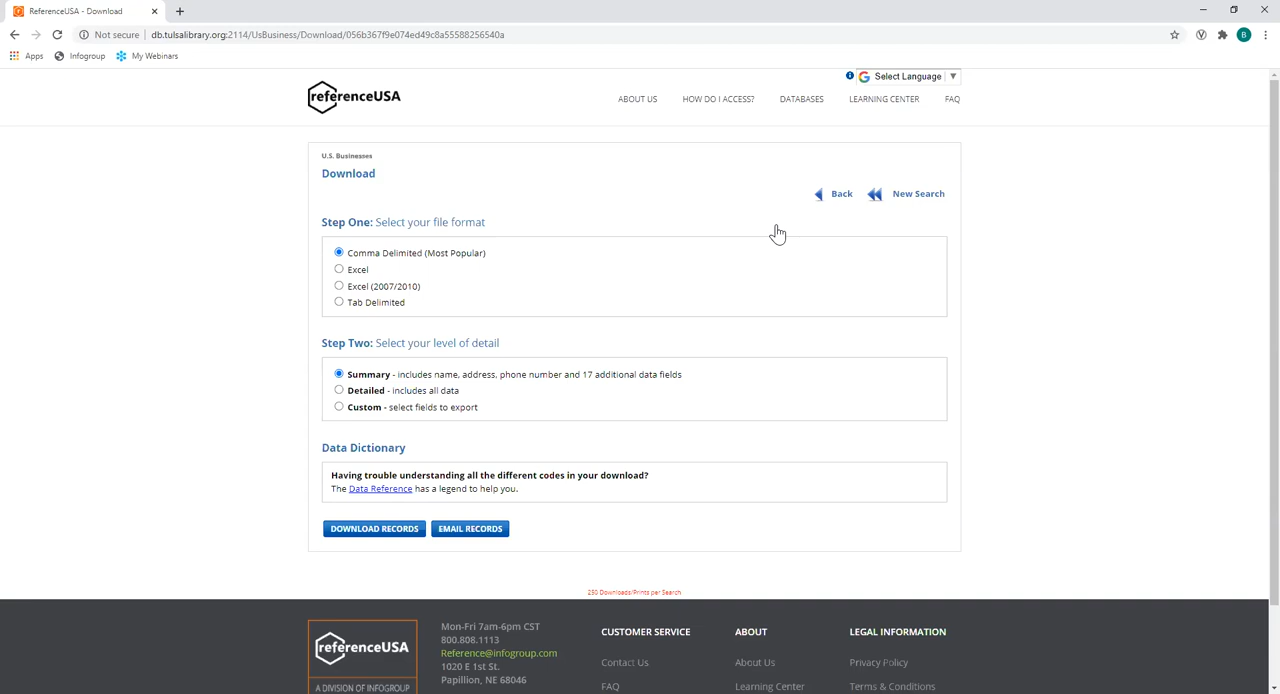 ReferenceUSA - Download
Not secure | db.tulsalibrary.org:2114/UsBusiness/Download/056b367f9e074ed49c8a55588256540a
B
Apps Infogroup My Webinars
Select Language
referenceUSA
ABOUT US HOW DO I ACCESS? DATABASES LEARNING CENTER FAQ
U.S. Businesses
Download
Back New Search
Step One: Select your file format
Comma Delimited (Most Popular)
Excel
Excel (2007/2010)
Tab Delimited
Step Two: Select your level of detail
Summary - includes name, address, phone number and 17 additional data fields
Detailed - includes all data
Custom - select fields to export
Data Dictionary
Having trouble understanding all the different codes in your download?
The Data Reference has a legend to help you.
DOWNLOAD RECORDS EMAIL RECORDS
250 Downloads/Prints per Search
referenceUSA
A DIVISION OF INFOGROUP
Mon-Fri 7am-6pm CST
800.808.1113
Reference@infogroup.com
1020 E 1st St.
Papillion, NE 68046
CUSTOMER SERVICE
Contact Us
FAQ
ABOUT
About Us
Learning Center
LEGAL INFORMATION
Privacy Policy
Terms & Conditions